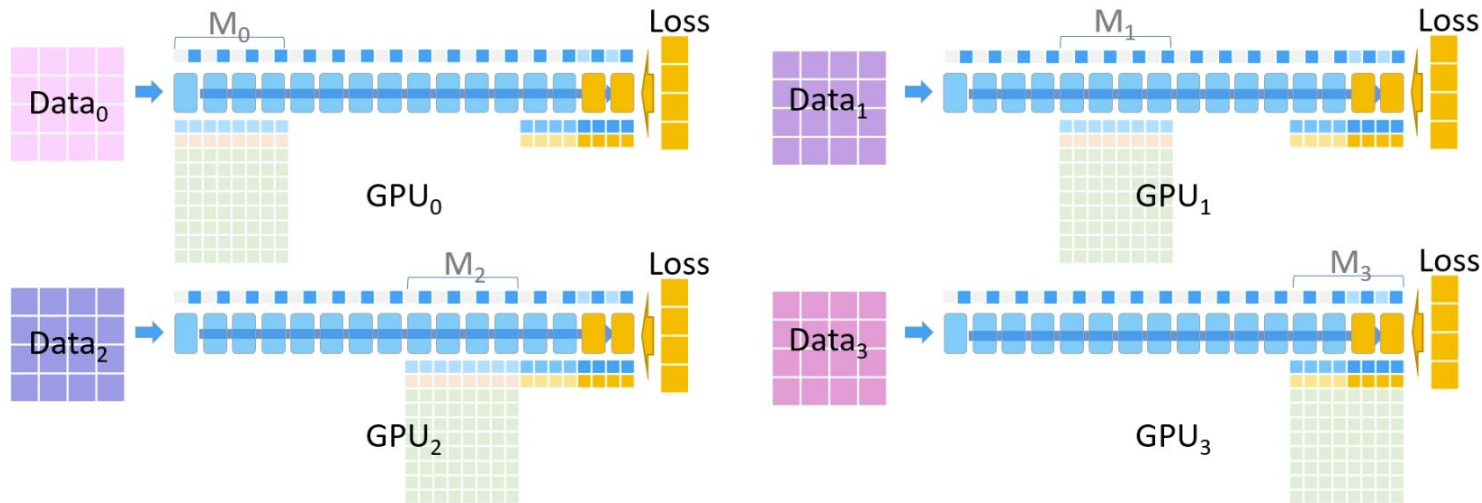 M₀
Loss
Data₀
GPU₀
M₁
Loss
Data₁
GPU₁
M₂
Loss
Data₂
GPU₂
M₃
Loss
Data₃
GPU₃